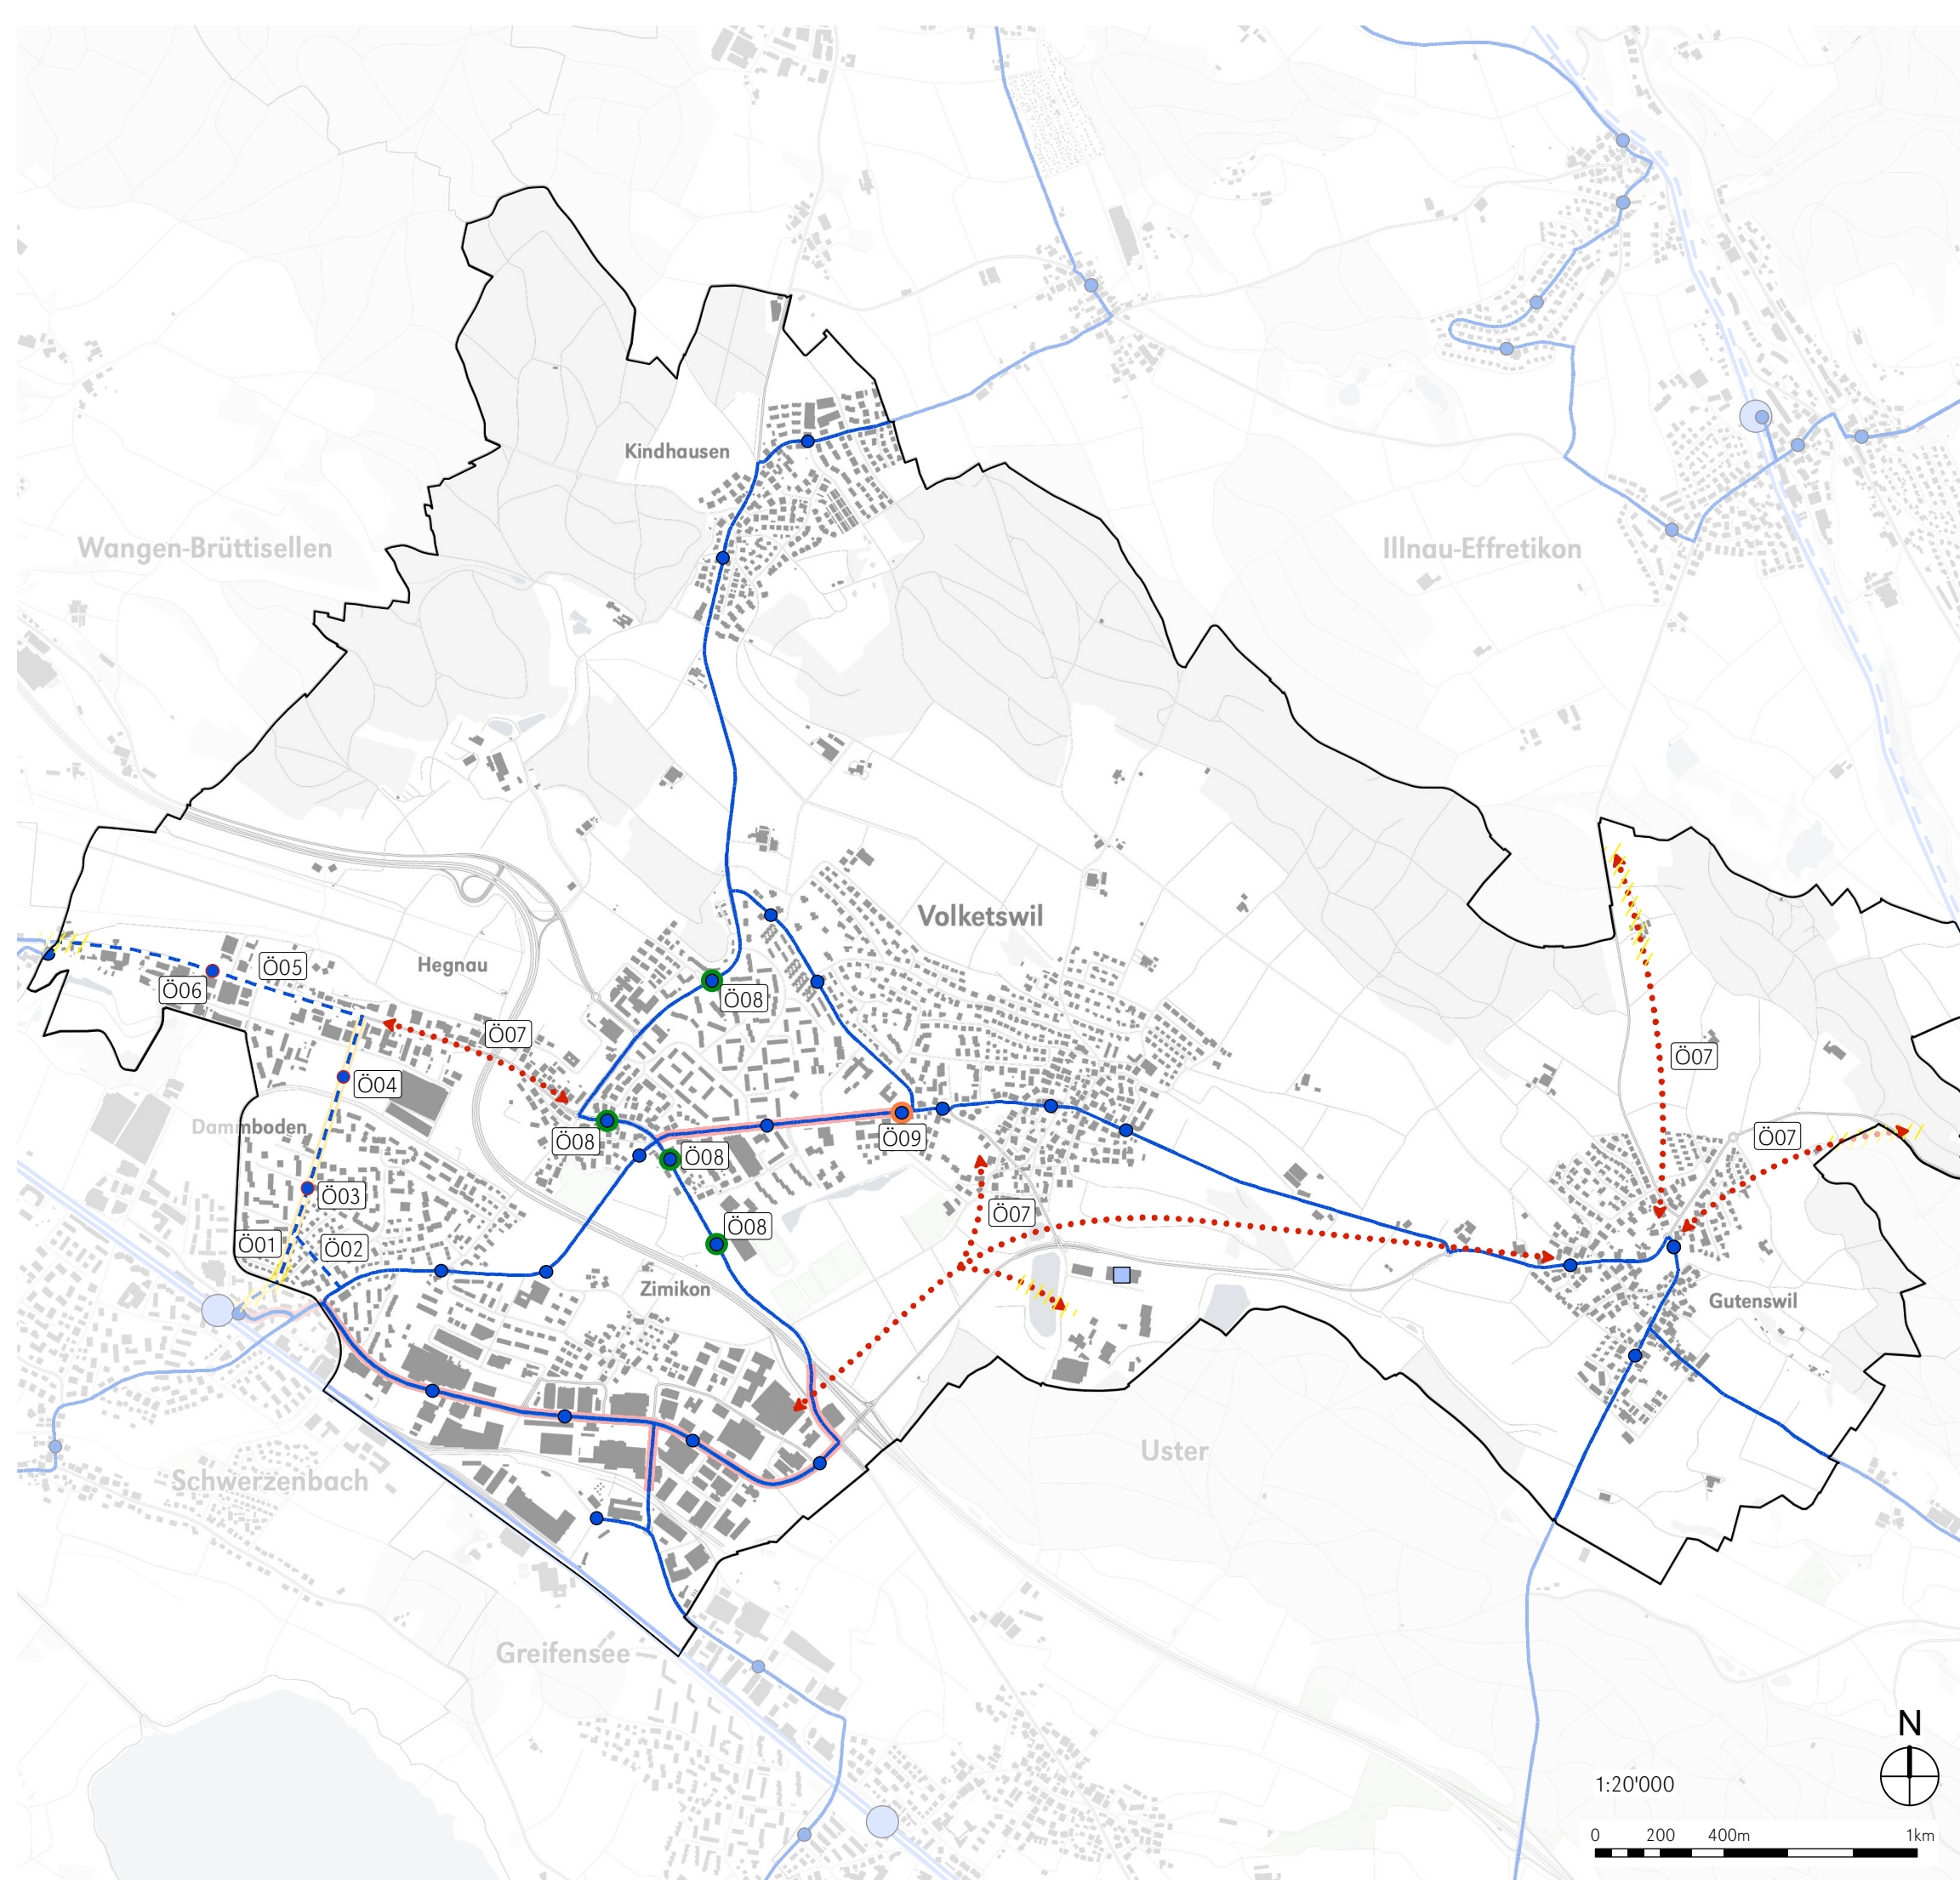 Kindhausen
Wangen-Brüttisellen
Illnau-Effretikon
Volketswil
Hegnau
Ö05
Ö06
Ö08
Ö07
Ö07
Ö04
Dammboden
Ö08
Ö08
Ö09
Ö07
Ö03
Ö07
Ö08
Ö01
Ö02
Zimikon
Gutenswil
Uster
Schwerzenbach
Greifensee
N
1:20'000
0 200 400m 1km